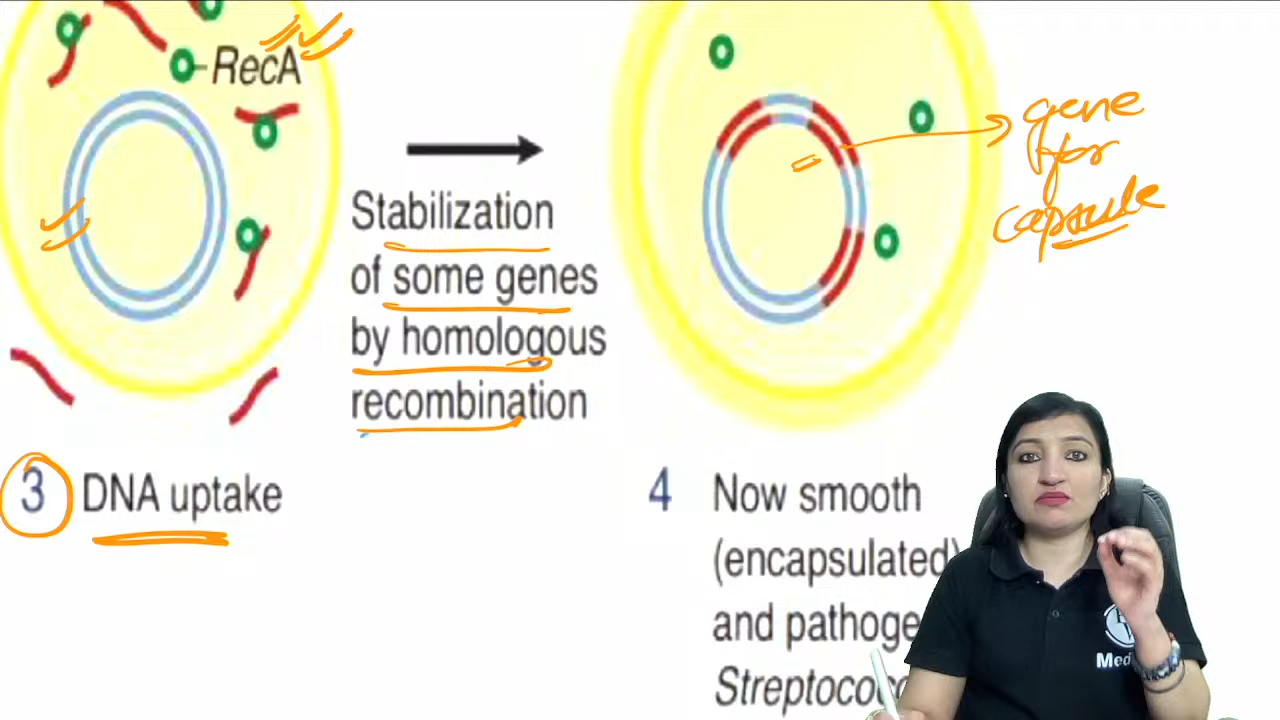 RecA
Stabilization
of some genes
by homologous
recombination
gene
for
capsule
3 DNA uptake
4 Now smooth
(encapsulated)
and pathoge
Streptococ
Med